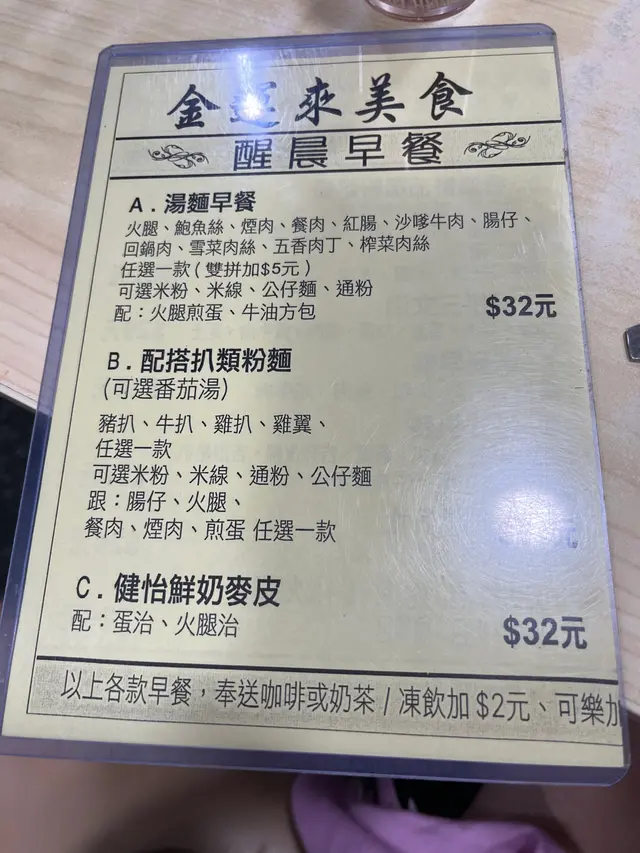 金運來美食
醒晨早餐
A．湯麵早餐
火腿、鮑魚絲、煙肉、餐肉、紅腸、沙嗲牛肉、腸仔、
回鍋肉、雪菜肉絲、五香肉丁、榨菜肉絲
任選一款 ( 雙拼加$5元 )
可選米粉、米線、公仔麵、通粉
配：火腿煎蛋、牛油方包
$32元
B．配搭扒類粉麵
(可選番茄湯)
豬扒、牛扒、雞扒、雞翼、
任選一款
可選米粉、米線、通粉、公仔麵
跟：腸仔、火腿、
餐肉、煙肉、煎蛋 任選一款
C．健怡鮮奶麥皮
配：蛋治、火腿治
$32元
以上各款早餐，奉送咖啡或奶茶 / 凍飲加 $2元、可樂加